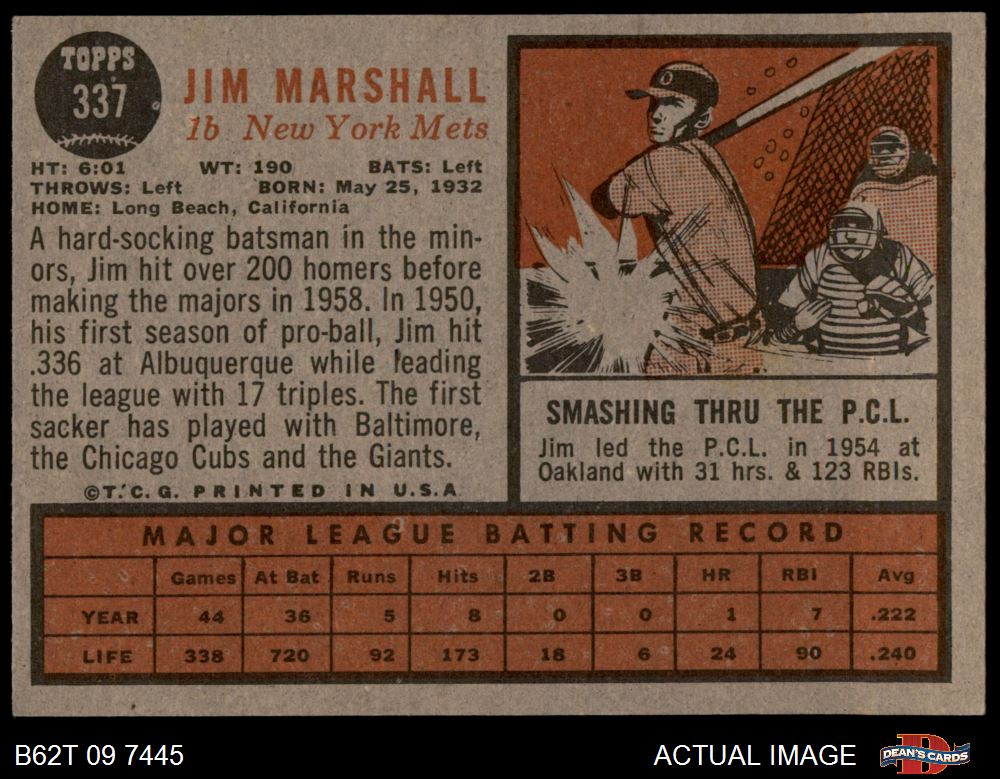 TOPPS
337
JIM MARSHALL
1b New York Mets
HT: 6:01 WT: 190 BATS: Left
THROWS: Left BORN: May 25, 1932
HOME: Long Beach, California
A hard-socking batsman in the min-
ors, Jim hit over 200 homers before
making the majors in 1958. In 1950,
his first season of pro-ball, Jim hit
.336 at Albuquerque while leading
the league with 17 triples. The first
sacker has played with Baltimore,
the Chicago Cubs and the Giants.
©T.C.G. PRINTED IN U.S.A.
O
SMASHING THRU THE P.C.L.
Jim led the P.C.L. in 1954 at
Oakland with 31 hrs. & 123 RBIs.
MAJOR LEAGUE BATTING RECORD
Games At Bat Runs Hits 2B 3B HR RBI Avg
YEAR 44 36 5 8 0 0 1 7 .222
LIFE 338 720 92 173 18 6 24 90 .240
B62T 09 7445 ACTUAL IMAGE DEAN'S CARDS